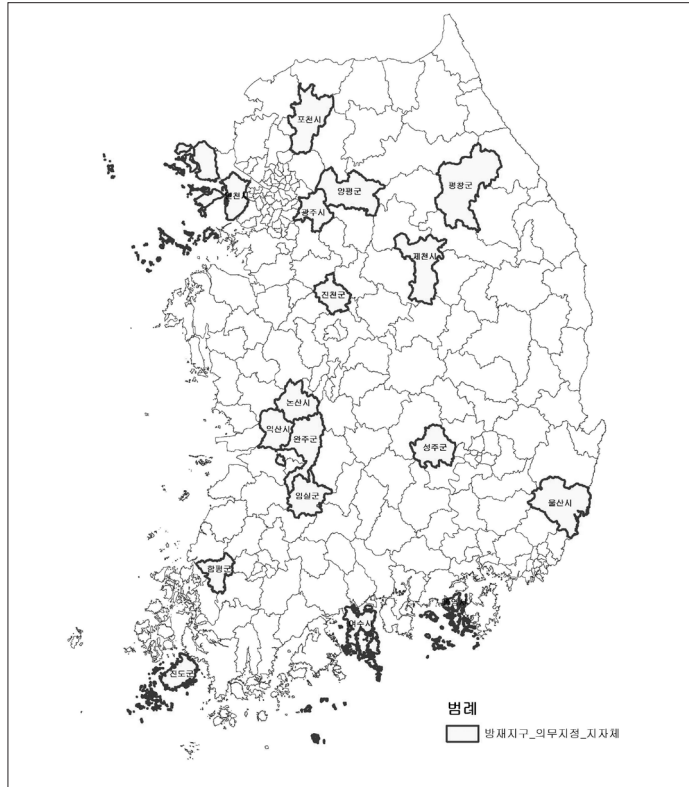 포천시
양평군
평창군
광주시
제천시
진천군
논산시
익산시
완주군
성주군
임실군
울산시
함평군
진도군
범례
방재지구_의무지정_지자체